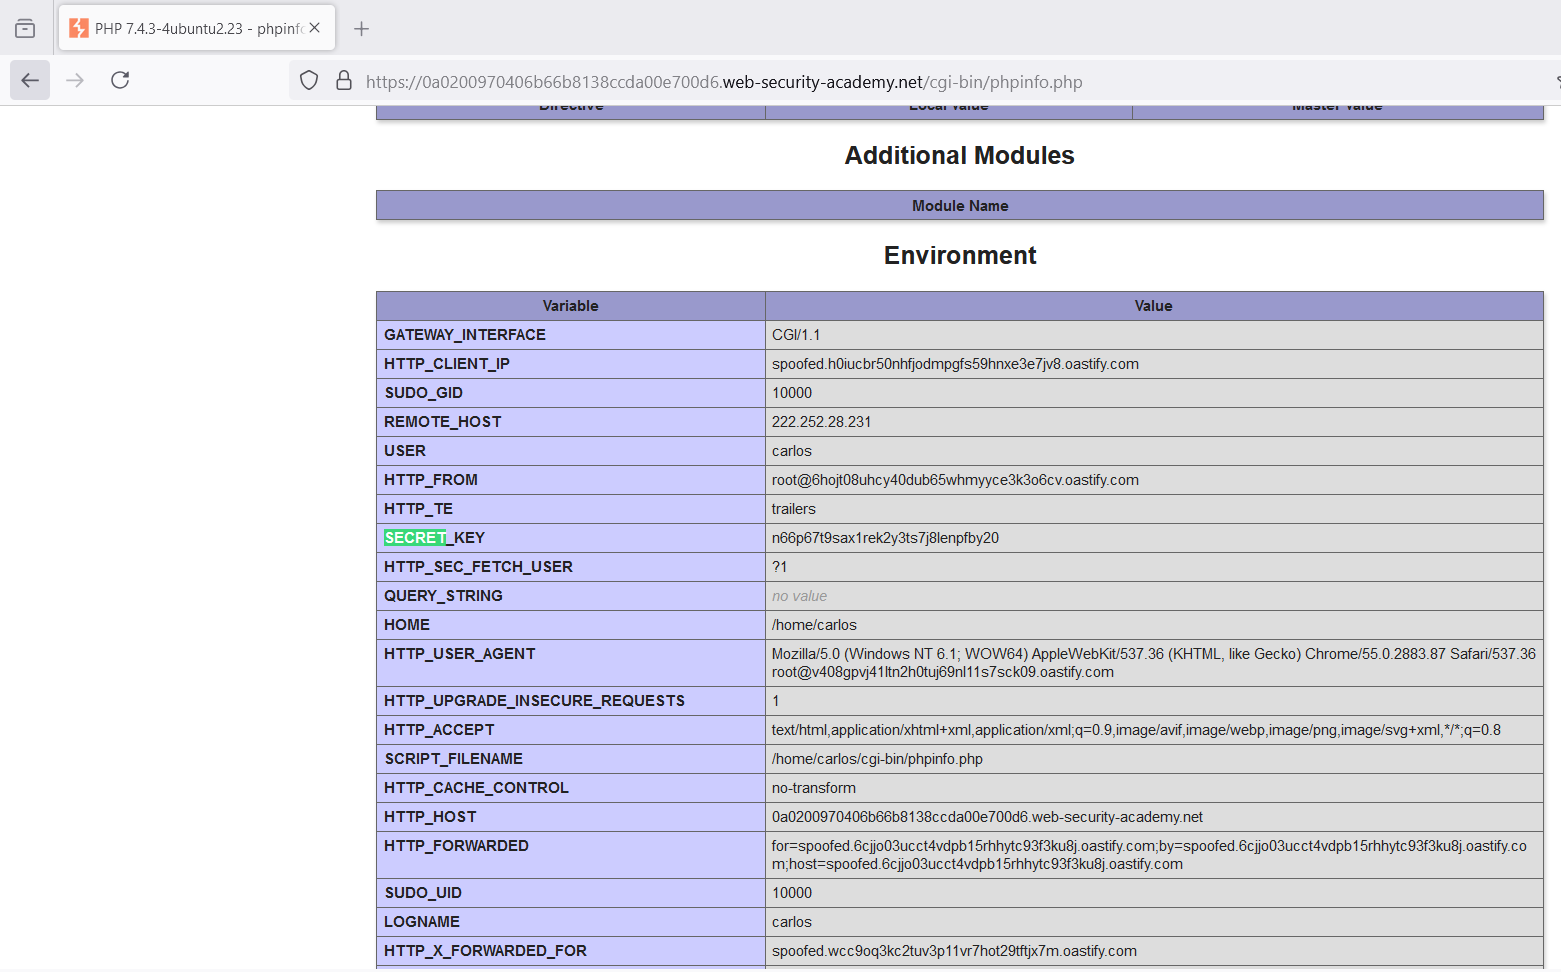 PHP 7.4.3-4ubuntu2.23 - phpinfo
https://0a0200970406b66b8138ccda00e700d6.web-security-academy.net/cgi-bin/phpinfo.php
Directive Local Value Master Value
Additional Modules
Module Name
Environment
Variable Value
GATEWAY_INTERFACE CGI/1.1
HTTP_CLIENT_IP spoofed.h0iucbr50nhfjodmpgfs59hnxe3e7jv8.oastify.com
SUDO_GID 10000
REMOTE_HOST 222.252.28.231
USER carlos
HTTP_FROM root@6hojt08uhcy40dub65whmyyce3k3o6cv.oastify.com
HTTP_TE trailers
SECRET_KEY n66p67t9sax1rek2y3ts7j8lenpfby20
HTTP_SEC_FETCH_USER ?1
QUERY_STRING no value
HOME /home/carlos
HTTP_USER_AGENT Mozilla/5.0 (Windows NT 6.1; WOW64) AppleWebKit/537.36 (KHTML, like Gecko) Chrome/55.0.2883.87 Safari/537.36
root@v408gpvj41ltn2h0tuj69nl11s7sck09.oastify.com
HTTP_UPGRADE_INSECURE_REQUESTS 1
HTTP_ACCEPT text/html,application/xhtml+xml,application/xml;q=0.9,image/avif,image/webp,image/png,image/svg+xml,*/*;q=0.8
SCRIPT_FILENAME /home/carlos/cgi-bin/phpinfo.php
HTTP_CACHE_CONTROL no-transform
HTTP_HOST 0a0200970406b66b8138ccda00e700d6.web-security-academy.net
HTTP_FORWARDED for=spoofed.6cjjo03ucct4vdpb15rhhytc93f3ku8j.oastify.com;by=spoofed.6cjjo03ucct4vdpb15rhhytc93f3ku8j.oastify.co
m;host=spoofed.6cjjo03ucct4vdpb15rhhytc93f3ku8j.oastify.com
SUDO_UID 10000
LOGNAME carlos
HTTP_X_FORWARDED_FOR spoofed.wcc9oq3kc2tuv3p11vr7hot29tftjx7m.oastify.com